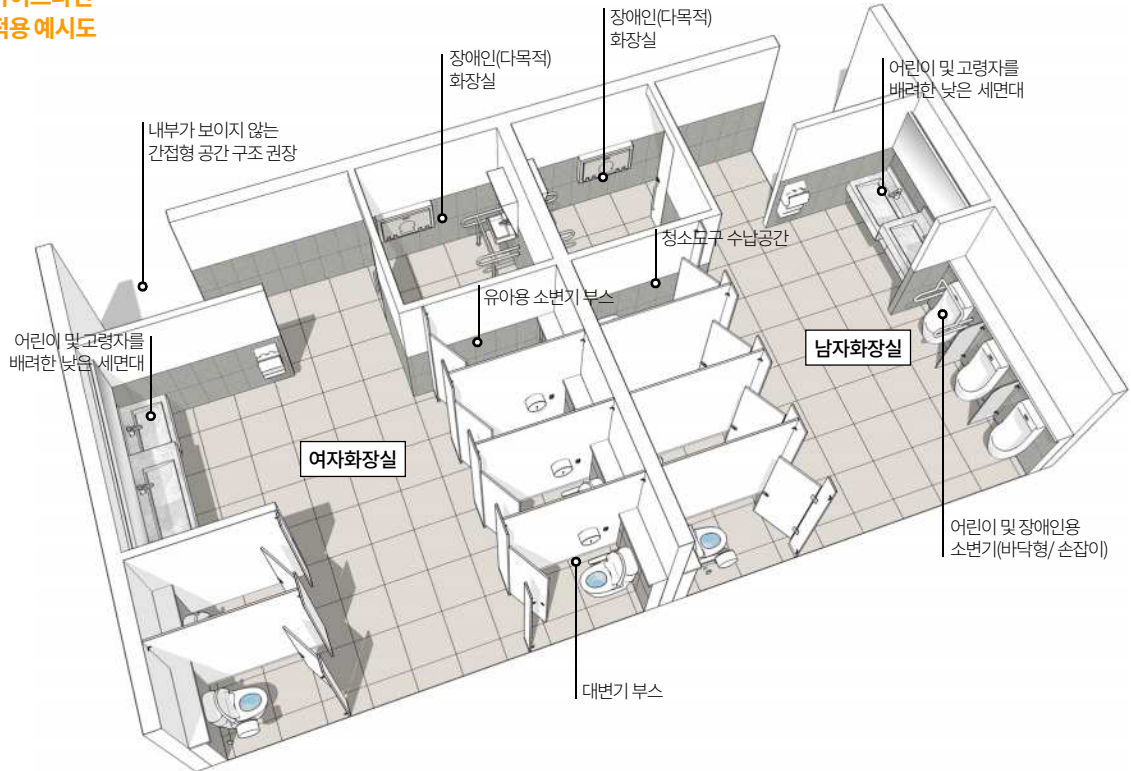 적용 예시도
장애인(다목적)
화장실
장애인(다목적)
화장실
어린이 및 고령자를
배려한 낮은 세면대
내부가 보이지 않는
간접형 공간 구조 권장
청소도구 수납공간
유아용 소변기 부스
어린이 및 고령자를
배려한 낮은 세면대
남자화장실
여자화장실
어린이 및 장애인용
소변기(바닥형/ 손잡이)
대변기 부스